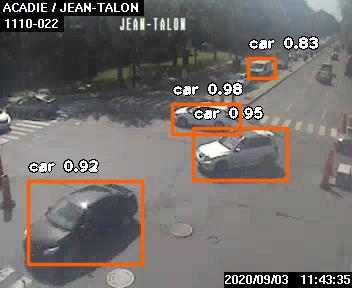 ACADIE / JEAN-TALON
1110-022
JEAN-TALON
car 0.83
car 0.98
car 0.95
car 0.92
2020/09/03 11:43:35